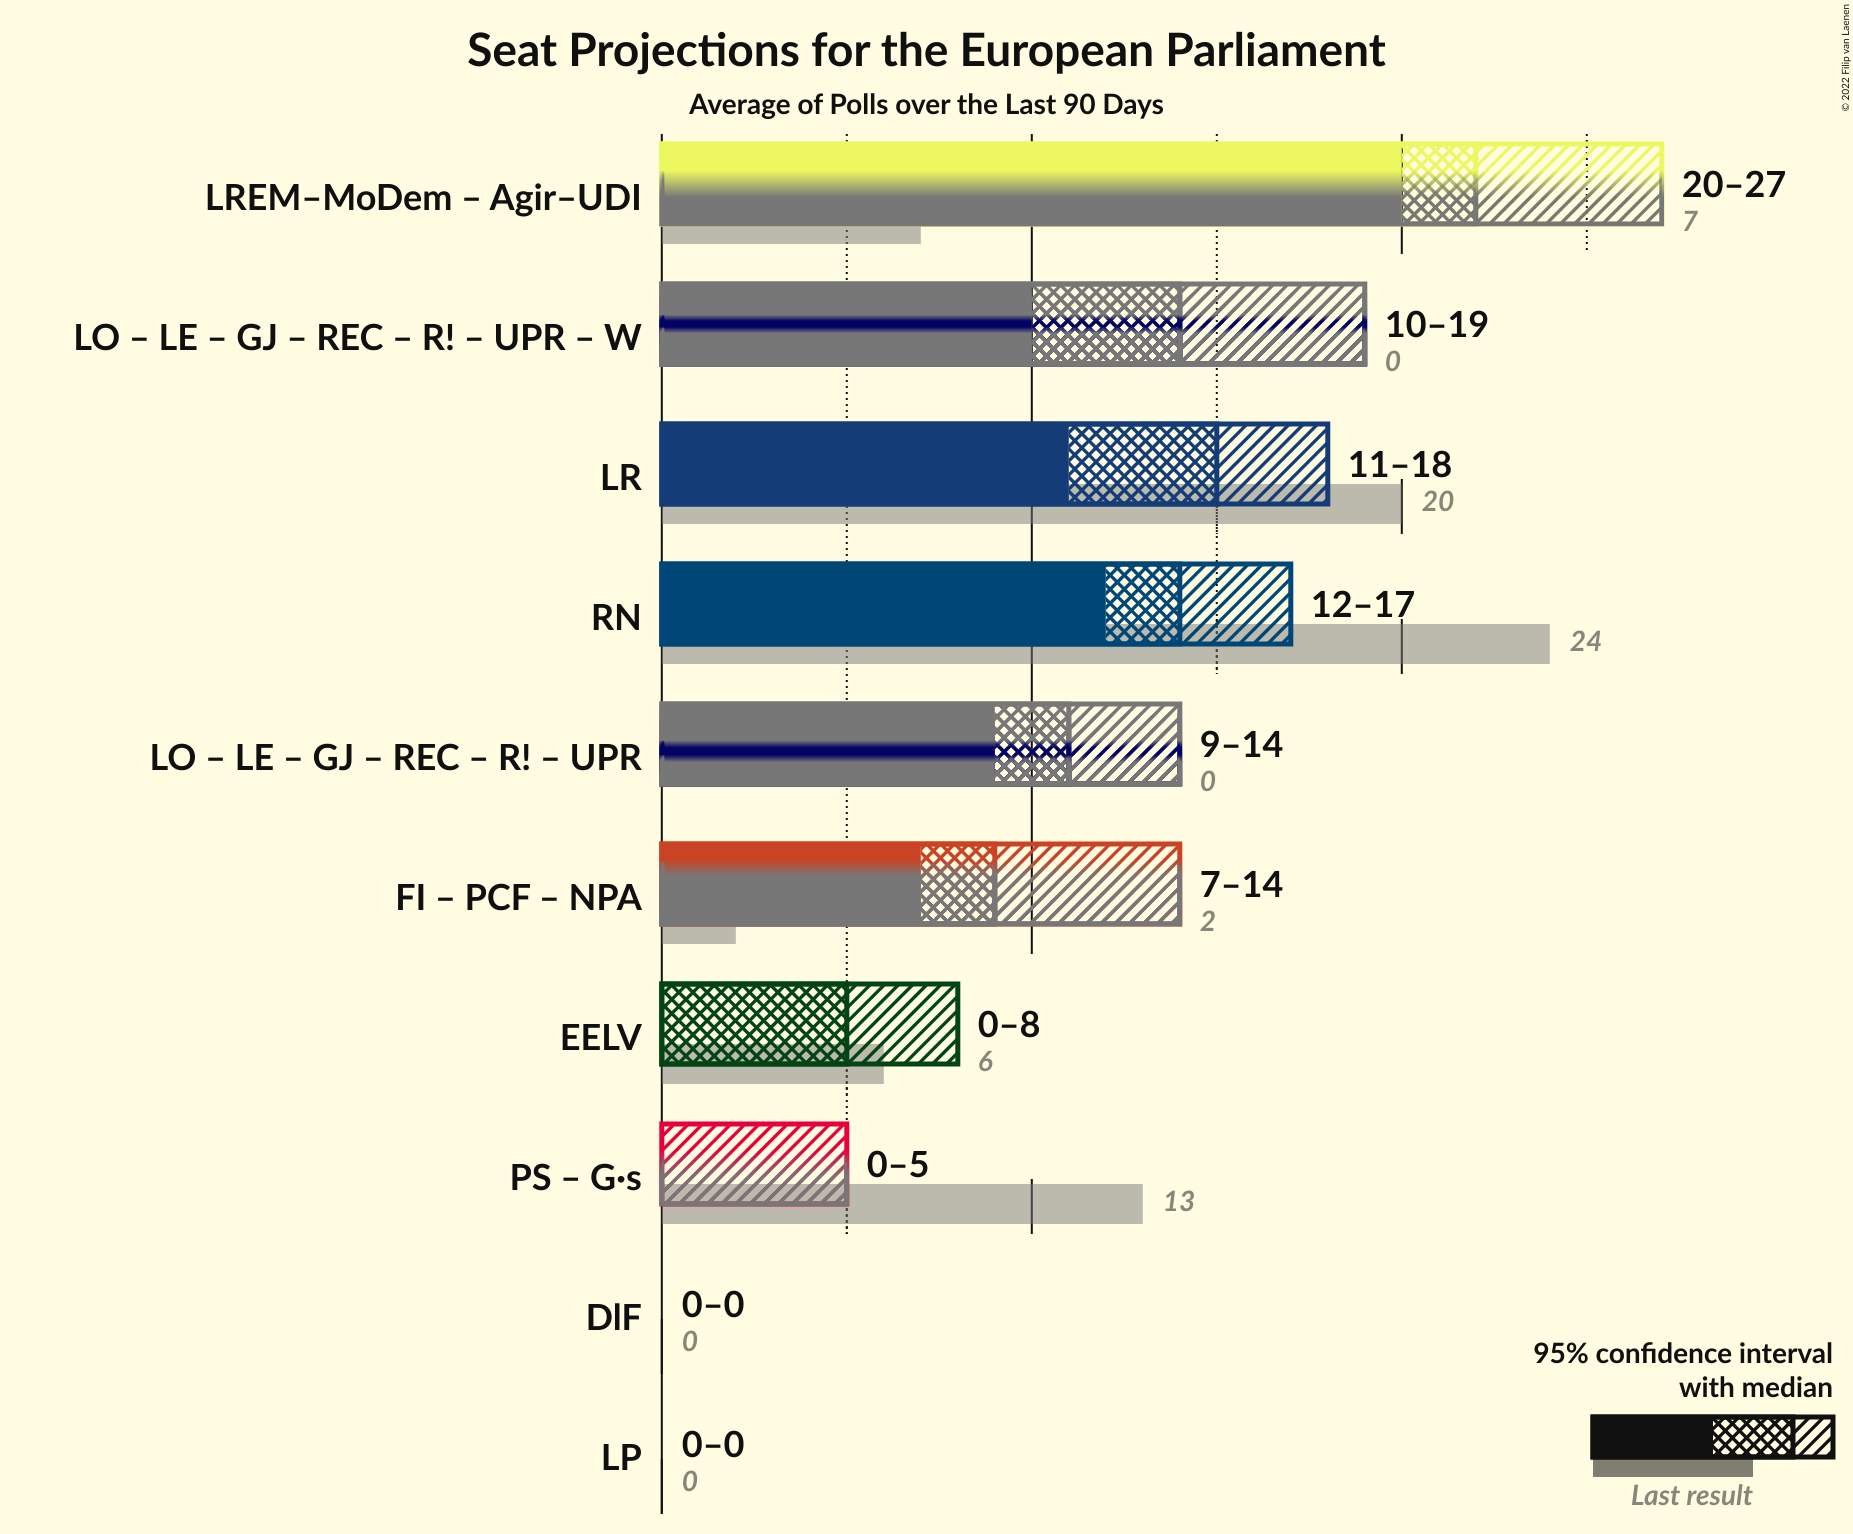 © 2022 Filip van Laenen
Seat Projections for the European Parliament
Average of Polls over the Last 90 Days
LREM–MoDem – Agir–UDI
20–27
7
LO – LE – GJ – REC – R! – UPR – W
10–19
0
LR
11–18
20
RN
12–17
24
LO – LE – GJ – REC – R! – UPR
9–14
0
FI – PCF – NPA
7–14
2
EELV
0–8
6
PS – G·s
0–5
13
DlF
0–0
0
LP
0–0
0
95% confidence interval
with median
Last result